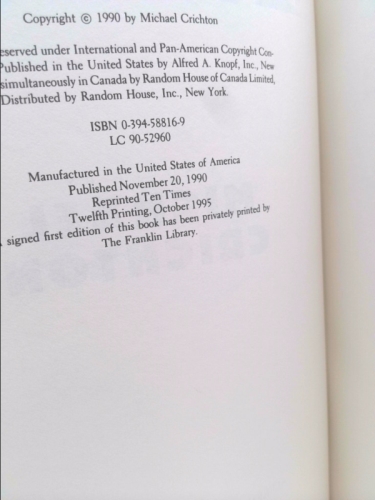 Copyright © 1990 by Michael Crichton
eserved under International and Pan-American Copyright Con-
Published in the United States by Alfred A. Knopf, Inc., New
simultaneously in Canada by Random House of Canada Limited,
Distributed by Random House, Inc., New York.
ISBN 0-394-58816-9
LC 90-52960
Manufactured in the United States of America
Published November 20, 1990
Reprinted Ten Times
Twelfth Printing, October 1995
signed first edition of this book has been privately printed by
The Franklin Library.